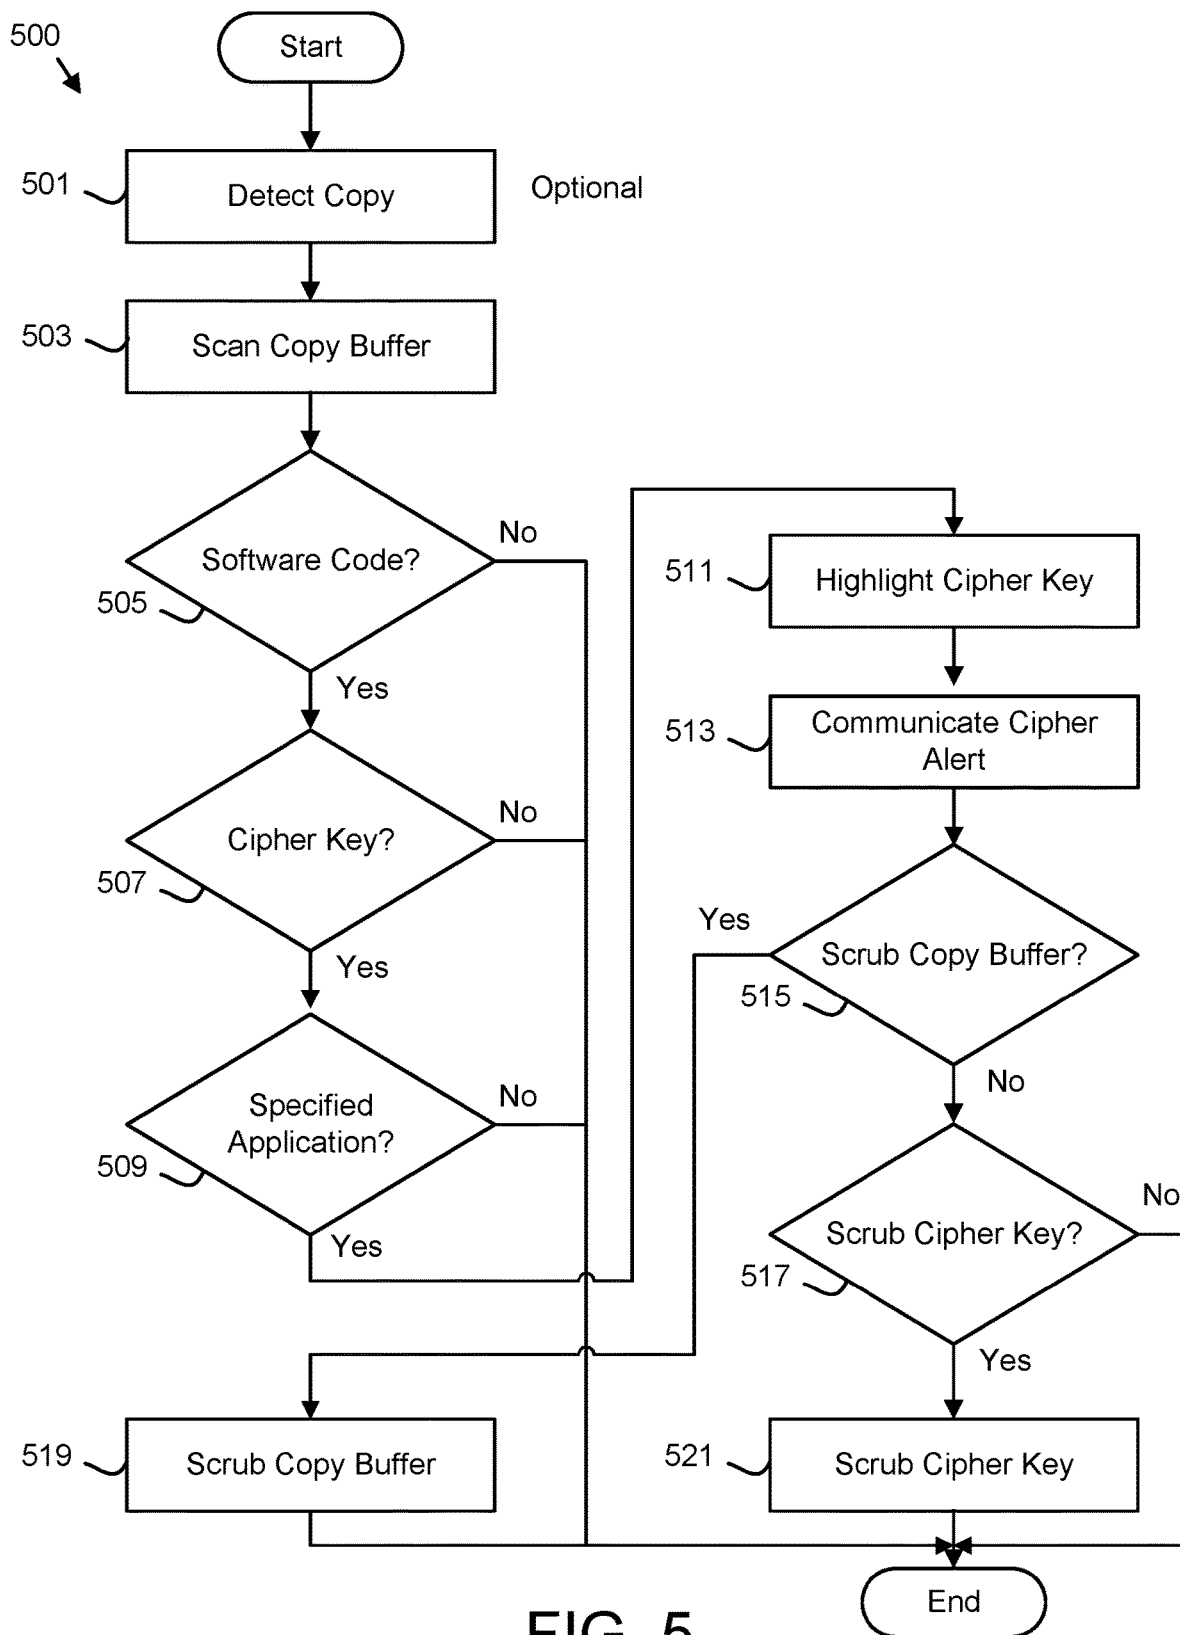 500
Start
501
Detect Copy
Optional
503
Scan Copy Buffer
Software Code?
No
505
Yes
Cipher Key?
No
507
Yes
Specified
Application?
No
509
Yes
511
Highlight Cipher Key
513
Communicate Cipher
Alert
Yes
Scrub Copy Buffer?
515
No
Scrub Cipher Key?
No
517
Yes
519
Scrub Copy Buffer
521
Scrub Cipher Key
End
FIG. 5